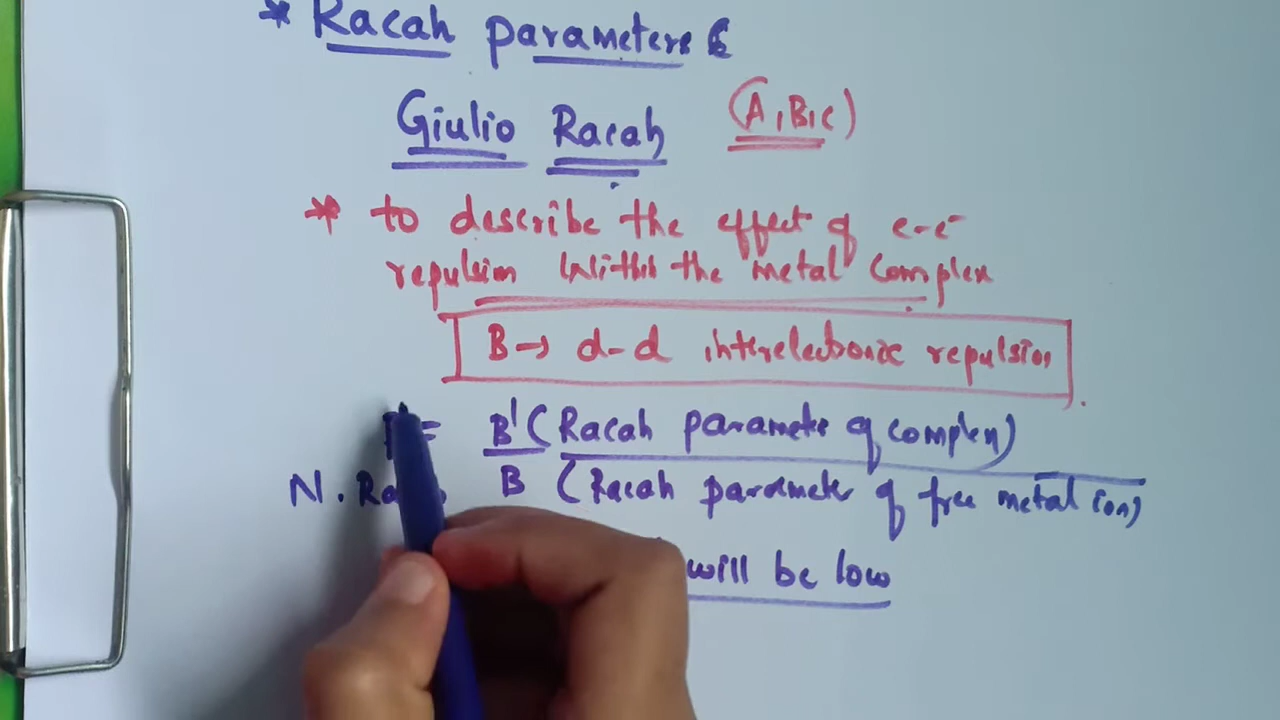 * Racah parameters
Giulio Racah (A, B, C)
* to describe the effect of e-e-
repulsion within the metal complex
B → d-d interelectronic repulsion
= B' (Racah parameter of complex)
N. B (Racah parameter of free metal ion)
will be low